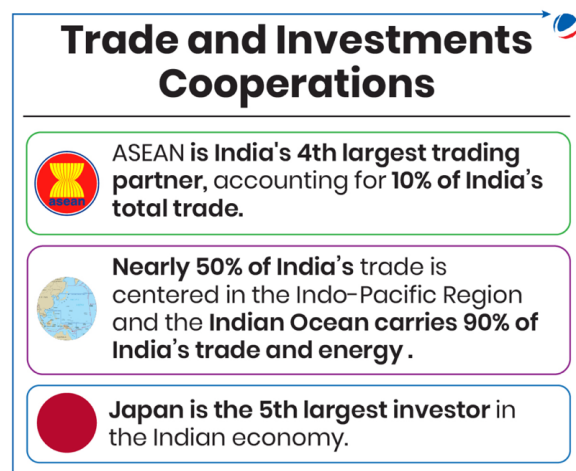 Trade and Investments
Cooperations
ASEAN is India's 4th largest trading
partner, accounting for 10% of India’s
total trade.
asean
Nearly 50% of India’s trade is
centered in the Indo-Pacific Region
and the Indian Ocean carries 90% of
India’s trade and energy .
Japan is the 5th largest investor in
the Indian economy.